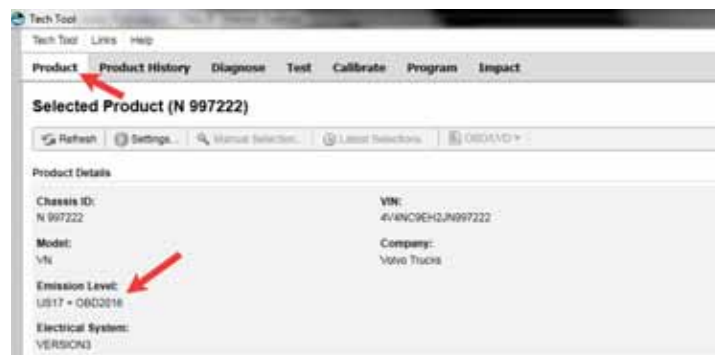 Tech Tool
Tech Tool Links Help
Product Product History Diagnose Test Calibrate Program Impact
Selected Product (N 997222)
Refresh Settings... Manual Selection... Latest Selections OBD/LVD
Product Details
Chassis ID: VIN:
N 997222 4V4NC9EH2JN997222
Model: Company:
VN Volvo Trucks
Emission Level:
US17 + OBD2016
Electrical System:
VERSION3